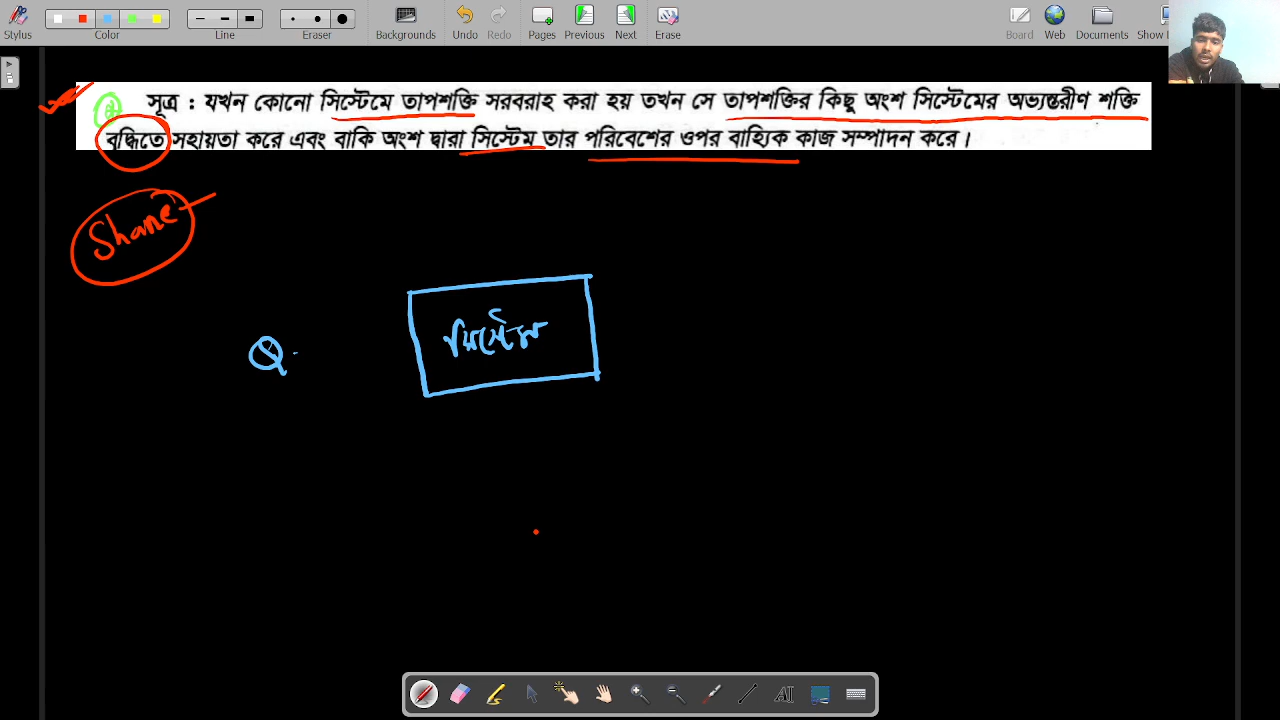 Stylus
Color
Line
Eraser
Backgrounds
Undo
Redo
Pages
Previous
Next
Erase
Board
Web
Documents
সূত্র : যখন কোনো সিস্টেমে তাপশক্তি সরবরাহ করা হয় তখন সে তাপশক্তির কিছু অংশ সিস্টেমের অভ্যন্তরীণ শক্তি
বৃদ্ধিতে সহায়তা করে এবং বাকি অংশ দ্বারা সিস্টেম তার পরিবেশের ওপর বাহ্যিক কাজ সম্পাদন করে।
সিস্টেম
Q